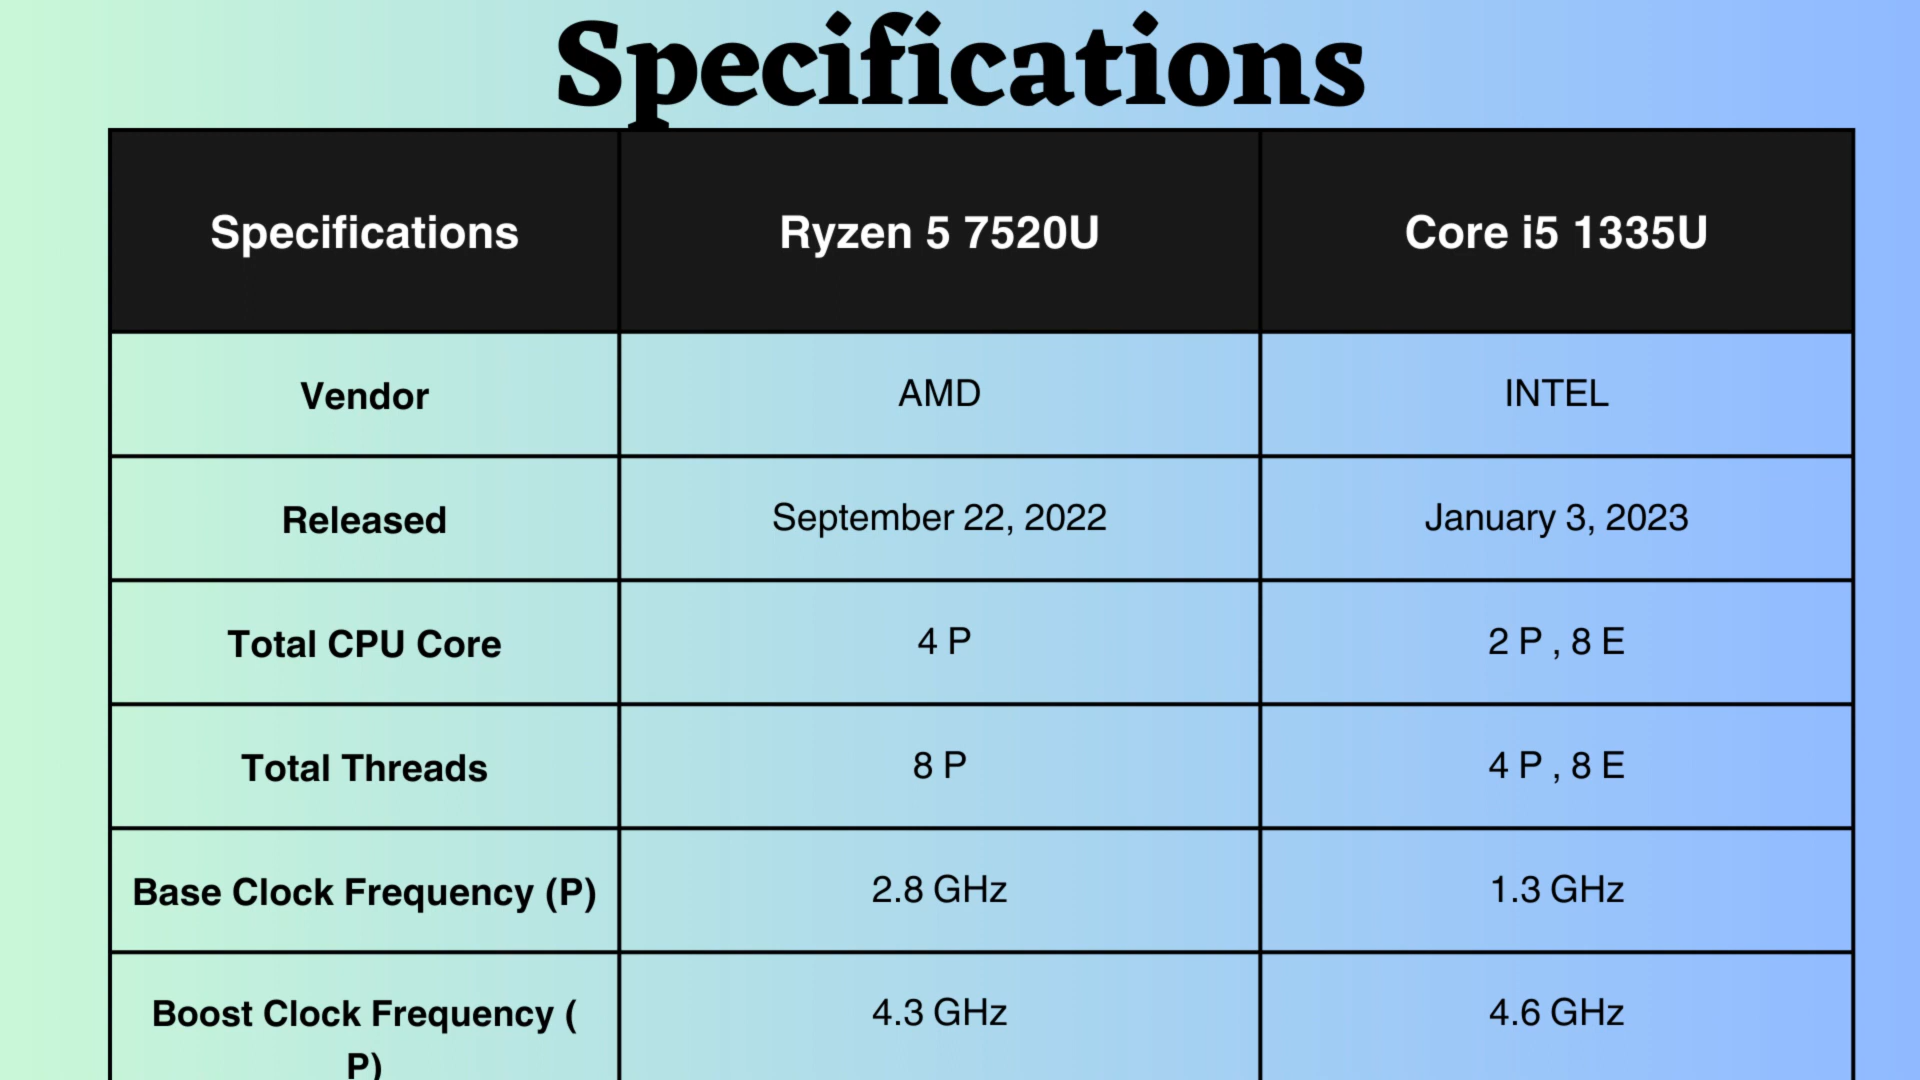 Specifications
Specifications Ryzen 5 7520U Core i5 1335U
Vendor AMD INTEL
Released September 22, 2022 January 3, 2023
Total CPU Core 4 P 2 P , 8 E
Total Threads 8 P 4 P , 8 E
Base Clock Frequency (P) 2.8 GHz 1.3 GHz
Boost Clock Frequency ( 4.3 GHz 4.6 GHz
P)